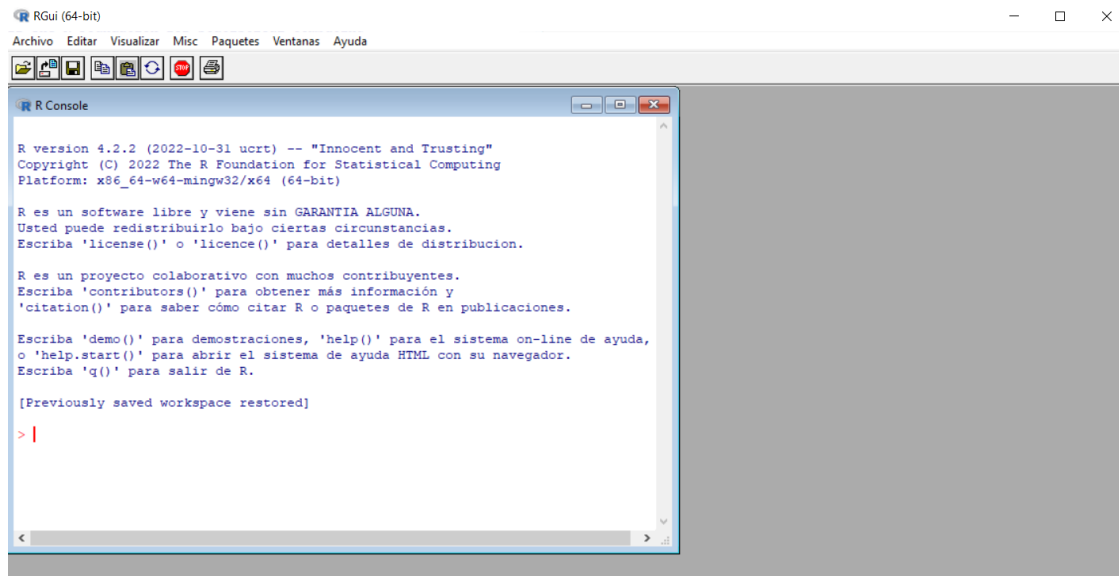 RGui (64-bit)
Archivo Editar Visualizar Misc Paquetes Ventanas Ayuda
STOP
R Console
R version 4.2.2 (2022-10-31 ucrt) -- "Innocent and Trusting"
Copyright (C) 2022 The R Foundation for Statistical Computing
Platform: x86_64-w64-mingw32/x64 (64-bit)
R es un software libre y viene sin GARANTIA ALGUNA.
Usted puede redistribuirlo bajo ciertas circunstancias.
Escriba 'license()' o 'licence()' para detalles de distribucion.
R es un proyecto colaborativo con muchos contribuyentes.
Escriba 'contributors()' para obtener más información y
'citation()' para saber cómo citar R o paquetes de R en publicaciones.
Escriba 'demo()' para demostraciones, 'help()' para el sistema on-line de ayuda,
o 'help.start()' para abrir el sistema de ayuda HTML con su navegador.
Escriba 'q()' para salir de R.
[Previously saved workspace restored]
>